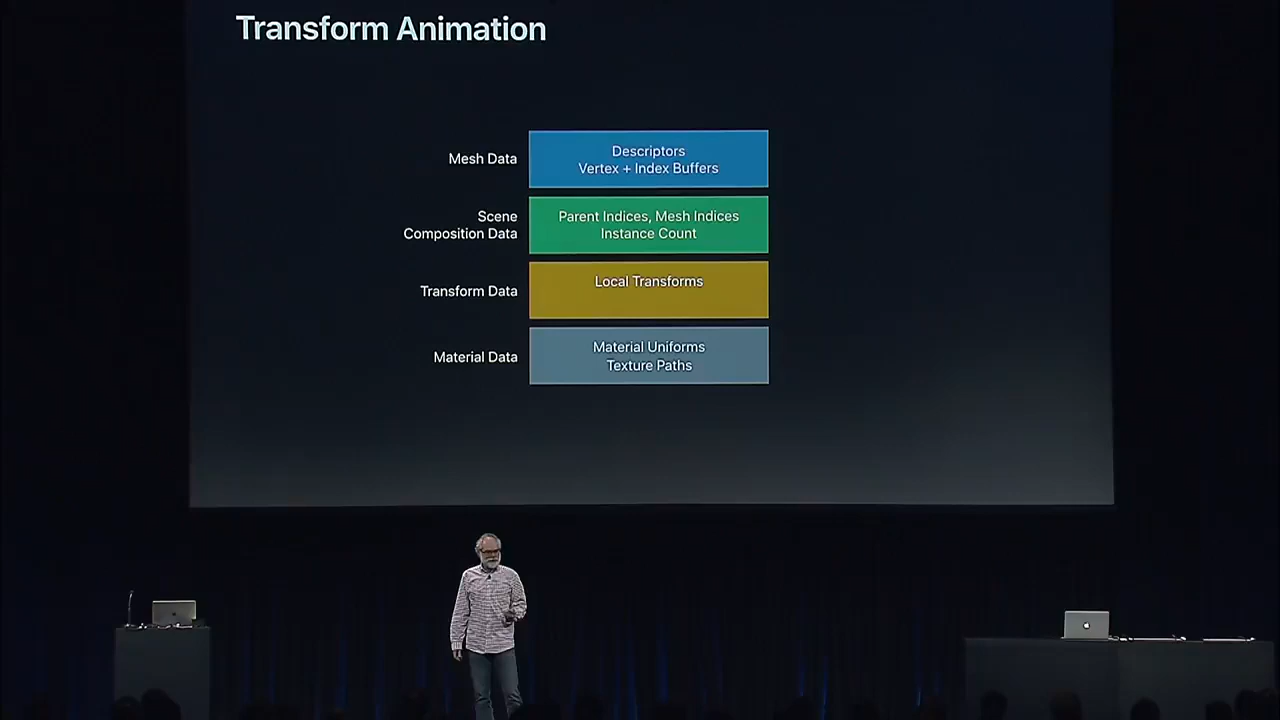 Transform Animation
Mesh Data
Descriptors
Vertex + Index Buffers
Scene
Composition Data
Parent Indices, Mesh Indices
Instance Count
Transform Data
Local Transforms
Material Data
Material Uniforms
Texture Paths